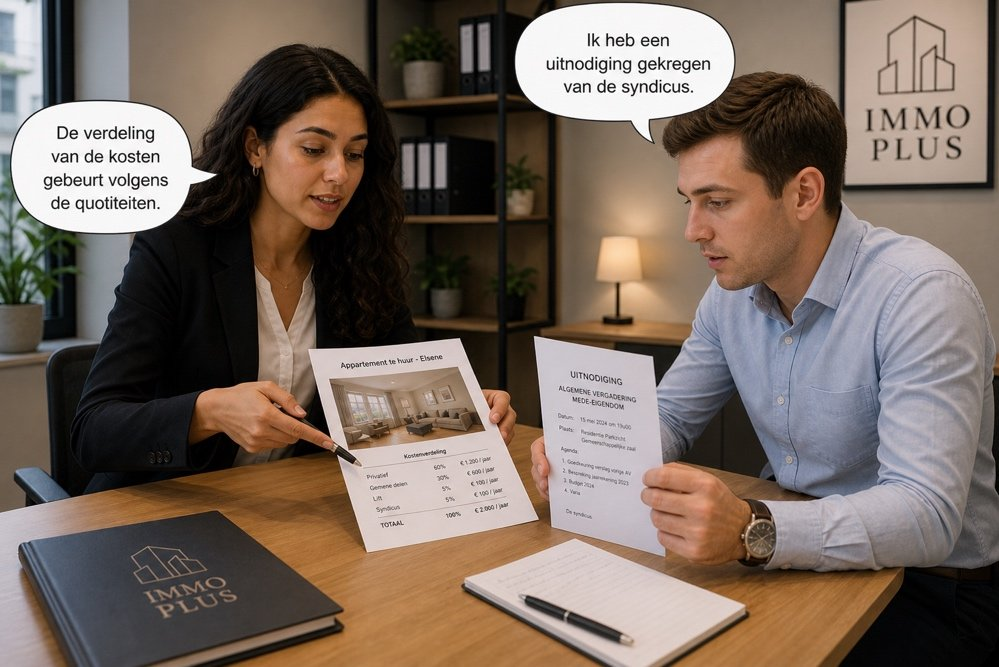 Ik heb een
uitnodiging gekregen
van de syndicus.
De verdeling
van de kosten
gebeurt volgens
de quotiteiten.
IMMO
PLUS
Appartement te huur - Elsene
Kostenverdeling
Privatief 60% € 1.200 / jaar
Gemene delen 30% € 600 / jaar
Lift 5% € 100 / jaar
Syndicus 5% € 100 / jaar
TOTAAL 100% € 2.000 / jaar
UITNODIGING
ALGEMENE VERGADERING
MEDE-EIGENDOM
Datum: 15 mei 2024 om 19u00
Plaats: Residentie Parkzicht
Gemeenschappelijke zaal
Agenda:
1. Goedkeuring verslag vorige AV
2. Bespreking jaarrekening 2023
3. Budget 2024
4. Varia
De syndicus.
IMMO
PLUS